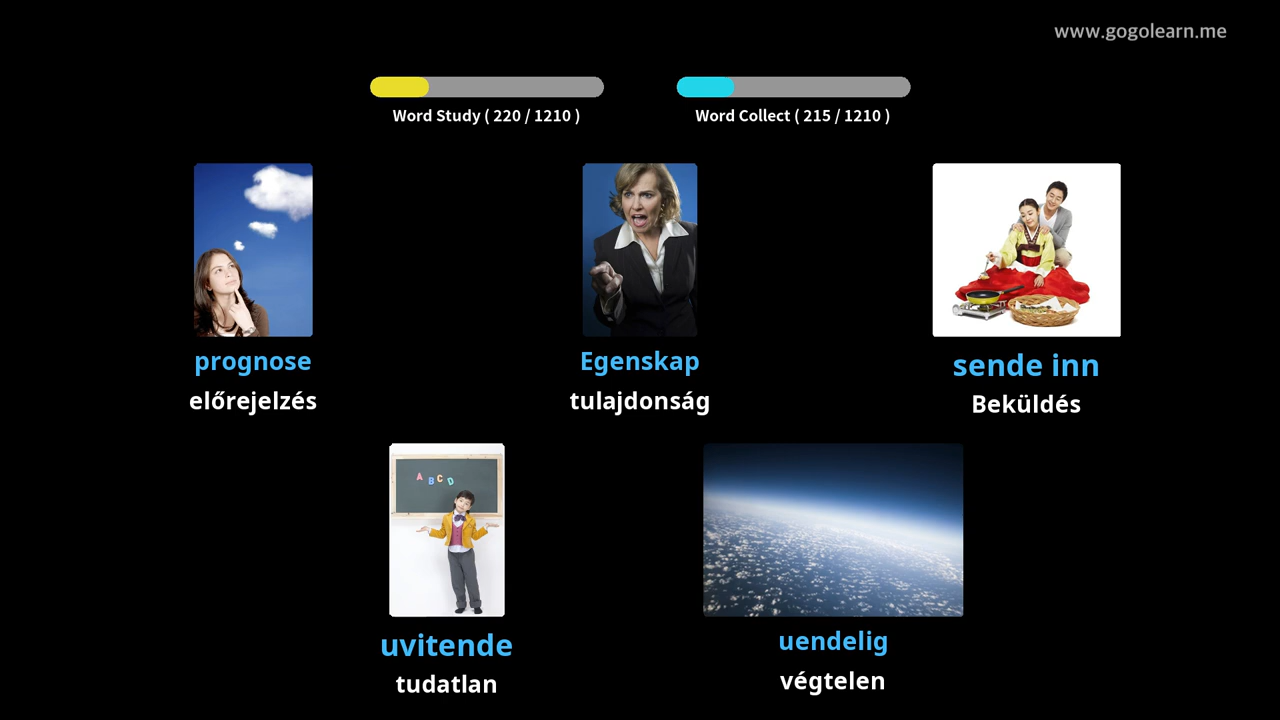 www.gogolearn.me
Word Study ( 220 / 1210 )
Word Collect ( 215 / 1210 )
prognose
előrejelzés
Egenskap
tulajdonság
sende inn
Beküldés
A B C D
uvitende
tudatlan
uendelig
végtelen